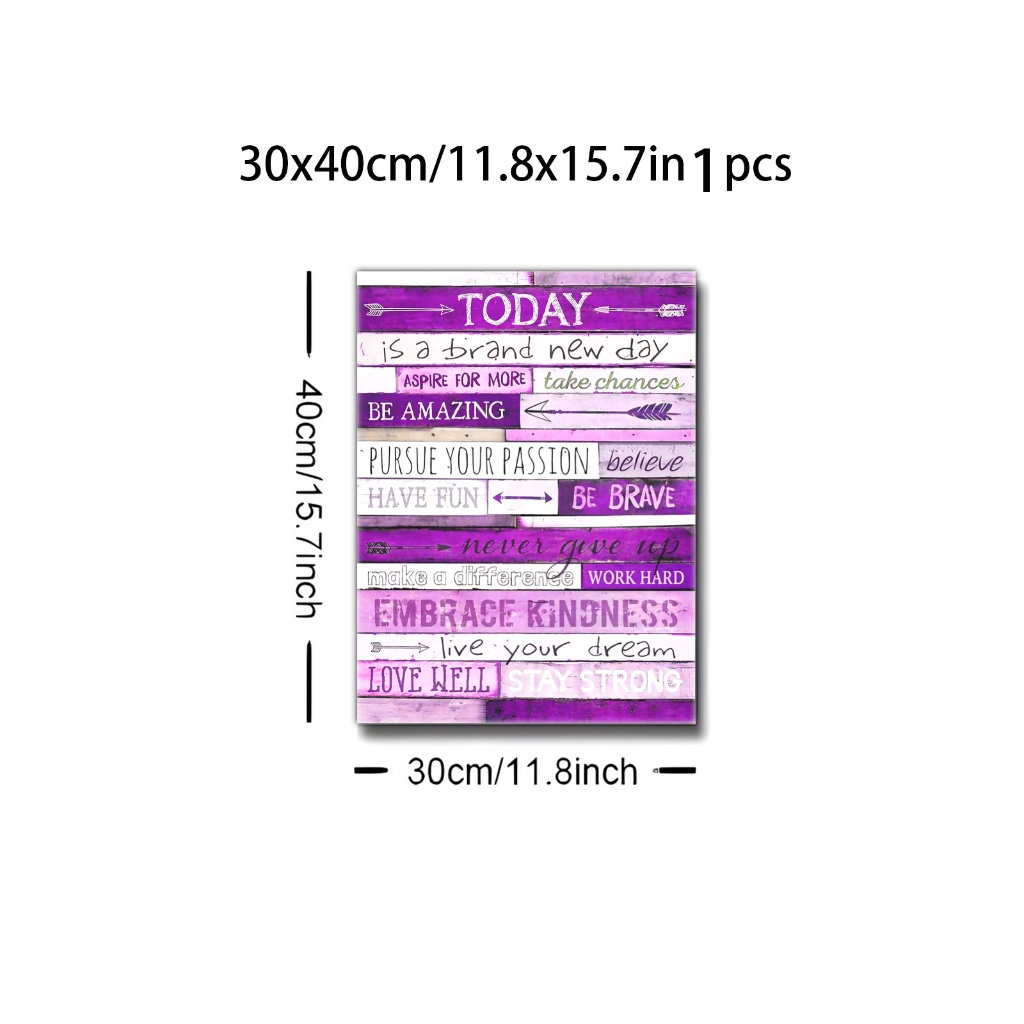 30x40cm/11.8x15.7in 1pcs
40cm/15.7inch
TODAY
is a brand new day
ASPIRE FOR MORE take chances
BE AMAZING
PURSUE YOUR PASSION believe
HAVE FUN BE BRAVE
never give up
make a difference WORK HARD
EMBRACE KINDNESS
live your dream
LOVE WELL STAY STRONG
30cm/11.8inch